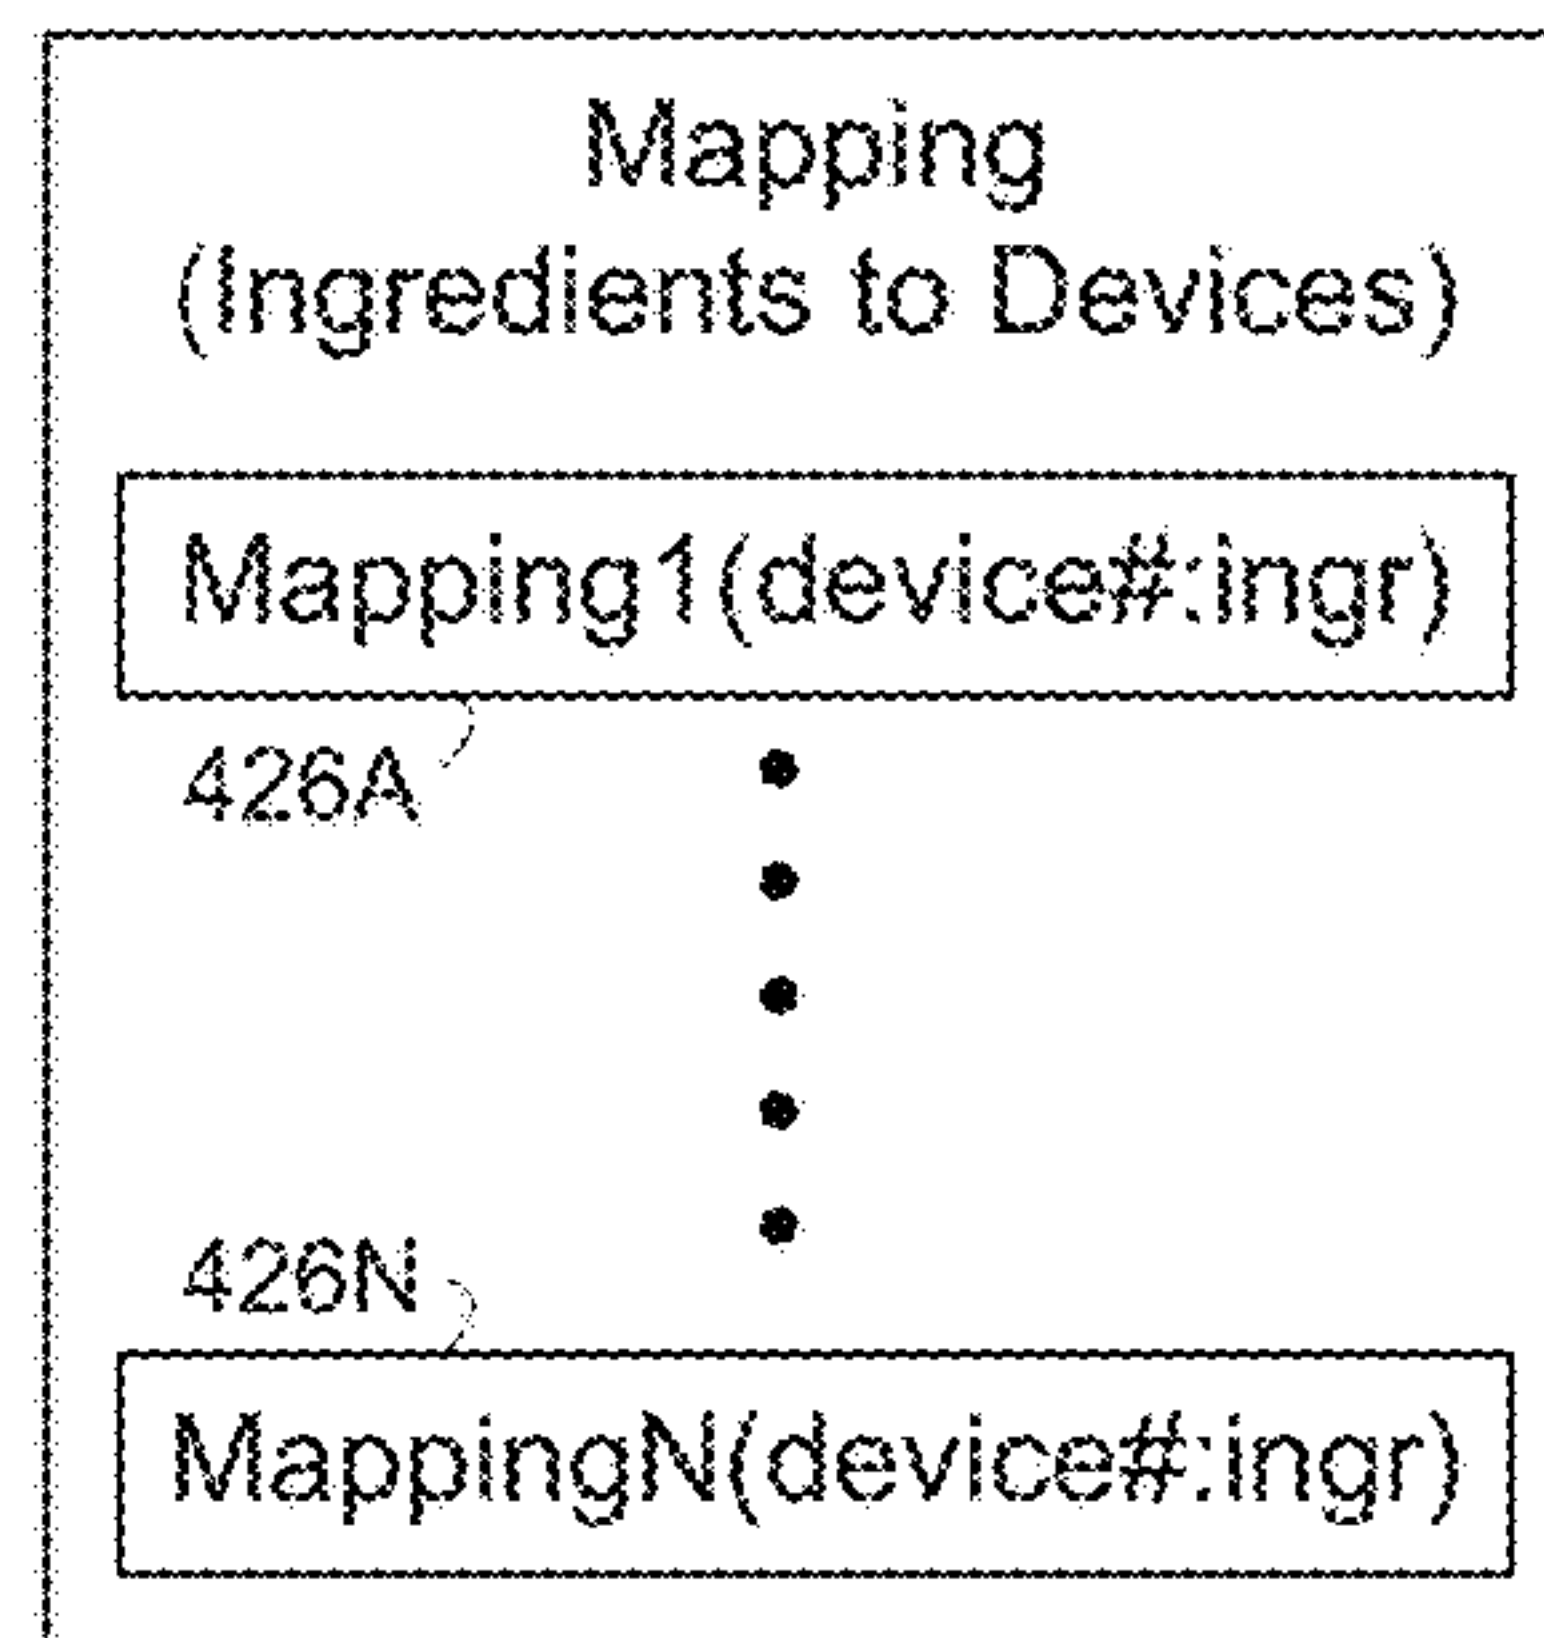 Mapping
(Ingredients to Devices)
Mapping1(device#:ingr)
426A
426N
MappingN(device#:ingr)